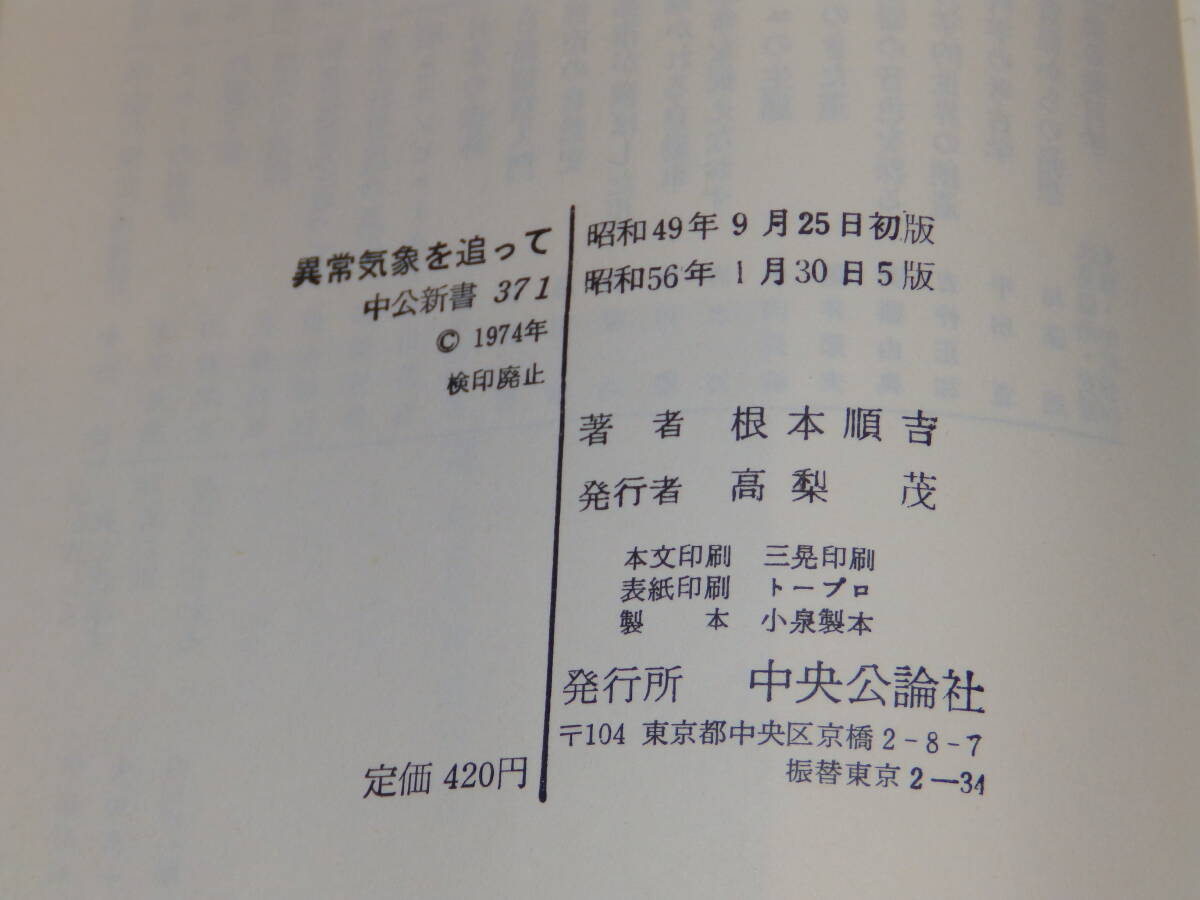 異常気象を追って
中公新書 371
© 1974年
検印廃止
定価 420円
昭和49年 9 月25日初版
昭和56年 1 月30日5版
著 者 根本順吉
発行者 高梨 茂
本文印刷 三晃印刷
表紙印刷 トープロ
製 本 小泉製本
発行所 中央公論社
〒104 東京都中央区京橋2-8-7
振替東京2—34